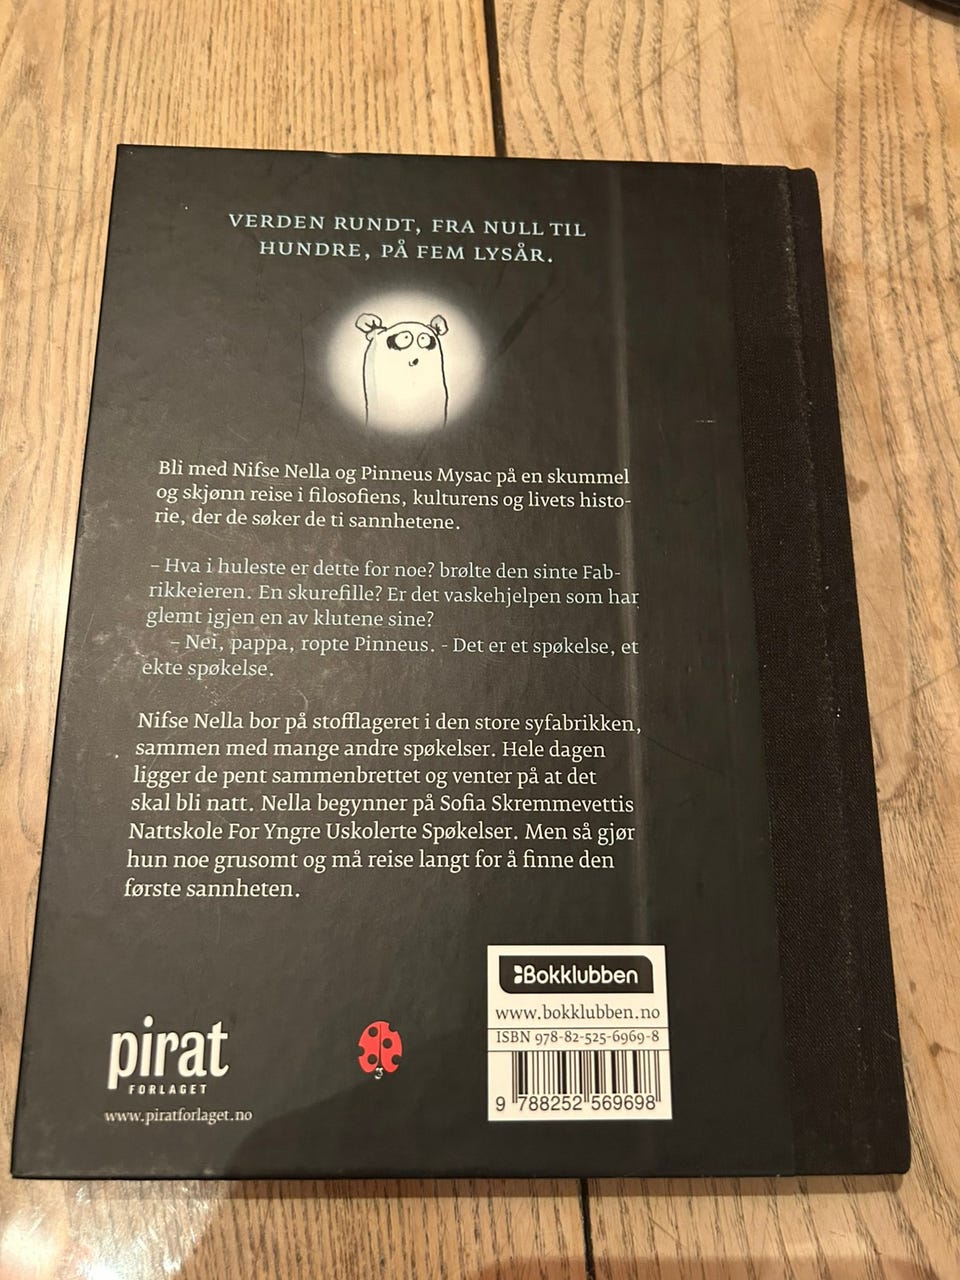 VERDEN RUNDT, FRA NULL TIL
HUNDRE, PÅ FEM LYSÅR.
Bli med Nifse Nella og Pinneus Mysac på en skummel
og skjønn reise i filosofiens, kulturens og livets histo-
rie, der de søker de ti sannhetene.
– Hva i huleste er dette for noe? brølte den sinte Fab-
rikkeieren. En skurefille? Er det vaskehjelpen som har
glemt igjen en av klutene sine?
– Nei, pappa, ropte Pinneus. - Det er et spøkelse, et
ekte spøkelse.
Nifse Nella bor på stofflageret i den store syfabrikken,
sammen med mange andre spøkelser. Hele dagen
ligger de pent sammenbrettet og venter på at det
skal bli natt. Nella begynner på Sofia Skremmevettis
Nattskole For Yngre Uskolerte Spøkelser. Men så gjør
hun noe grusomt og må reise langt for å finne den
første sannheten.
Bokklubben
www.bokklubben.no
ISBN 978-82-525-6969-8
9 788252 569698
pirat
FORLAGET
www.piratforlaget.no